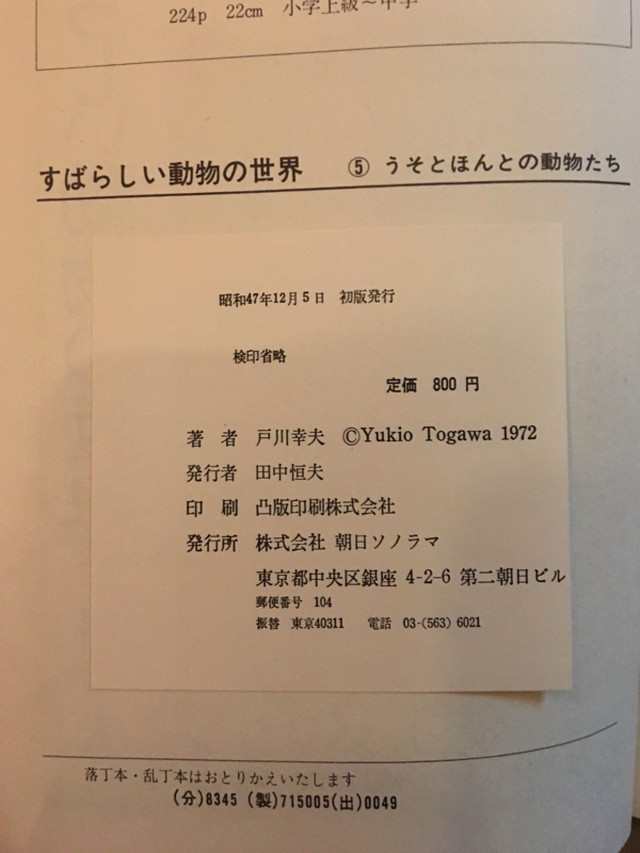 224p 22cm 小学上級〜中学
すばらしい動物の世界 ⑤ うそとほんとの動物たち
昭和47年12月5日 初版発行
検印省略
定価 800 円
著者 戸川幸夫 ©Yukio Togawa 1972
発行者 田中恒夫
印刷 凸版印刷株式会社
発行所 株式会社 朝日ソノラマ
東京都中央区銀座 4-2-6 第二朝日ビル
郵便番号 104
振替 東京40311 電話 03-(563) 6021
落丁本・乱丁本はおとりかえいたします
(分)8345 (製)715005(出)0049